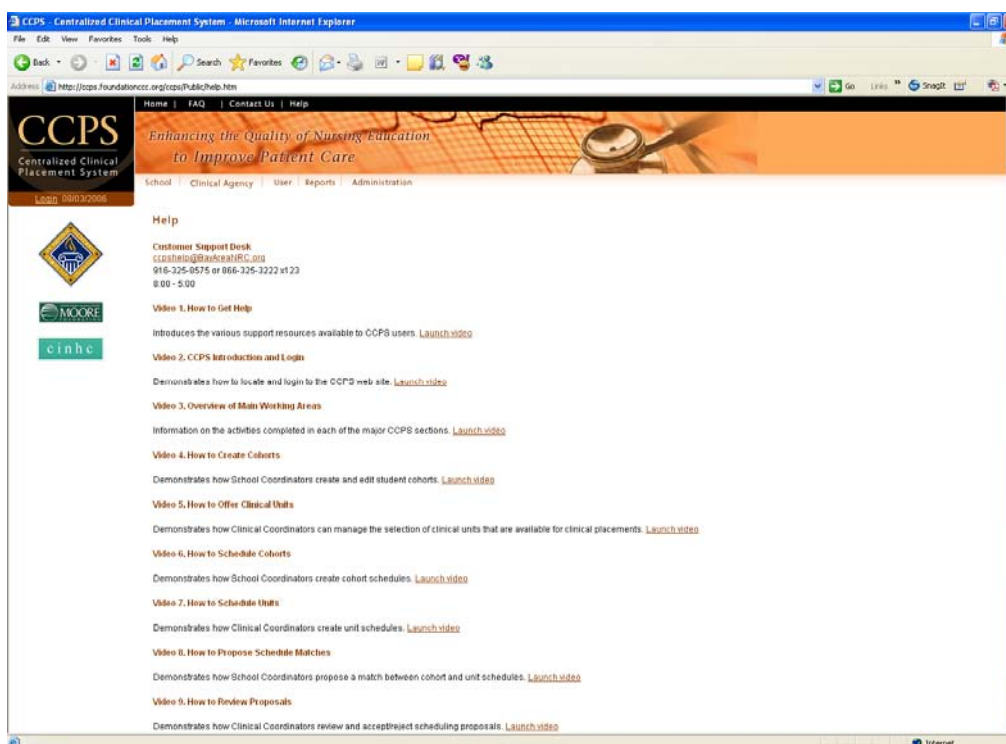 CCPS - Centralized Clinical Placement System - Microsoft Internet Explorer
File Edit View Favorites Tools Help
Back Search Favorites
Address http://ccps.foundationccc.org/ccps/Public/help.htm Go Links SnagIt
Home | FAQ | Contact Us | Help
CCPS
Centralized Clinical
Placement System
Enhancing the Quality of Nursing Education
to Improve Patient Care
School | Clinical Agency | User | Reports | Administration
Login 08/03/2006
MOORE
cinhc
Help
Customer Support Desk
ccpshelp@BayAreaNRC.org
916-325-8575 or 866-325-3222 x123
8:00 - 5:00
Video 1. How to Get Help
Introduces the various support resources available to CCPS users. Launch video
Video 2. CCPS Introduction and Login
Demonstrates how to locate and login to the CCPS web site. Launch video
Video 3. Overview of Main Working Areas
Information on the activities completed in each of the major CCPS sections. Launch video
Video 4. How to Create Cohorts
Demonstrates how School Coordinators create and edit student cohorts. Launch video
Video 5. How to Offer Clinical Units
Demonstrates how Clinical Coordinators can manage the selection of clinical units that are available for clinical placements. Launch video
Video 6. How to Schedule Cohorts
Demonstrates how School Coordinators create cohort schedules. Launch video
Video 7. How to Schedule Units
Demonstrates how Clinical Coordinators create unit schedules. Launch video
Video 8. How to Propose Schedule Matches
Demonstrates how School Coordinators propose a match between cohort and unit schedules. Launch video
Video 9. How to Review Proposals
Demonstrates how Clinical Coordinators review and accept/reject scheduling proposals. Launch video
Internet